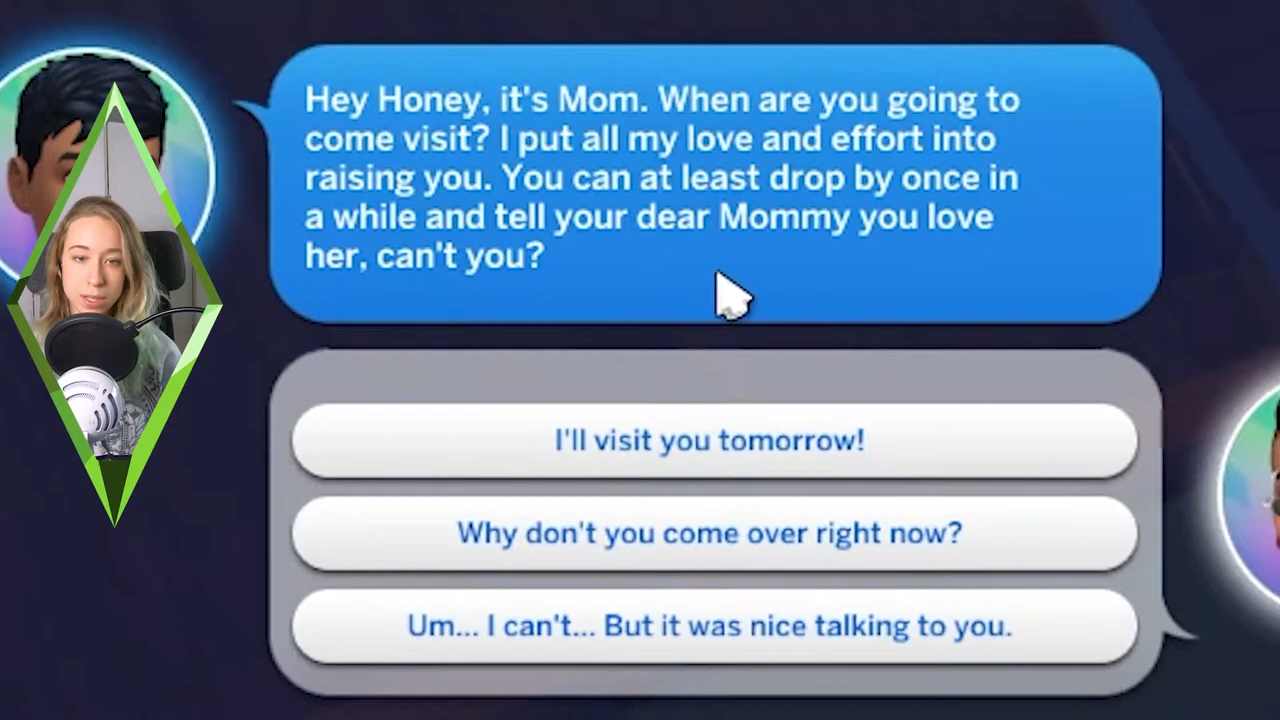 Hey Honey, it's Mom. When are you going to
come visit? I put all my love and effort into
raising you. You can at least drop by once in
a while and tell your dear Mommy you love
her, can't you?
I'll visit you tomorrow!
Why don't you come over right now?
Um... I can't... But it was nice talking to you.